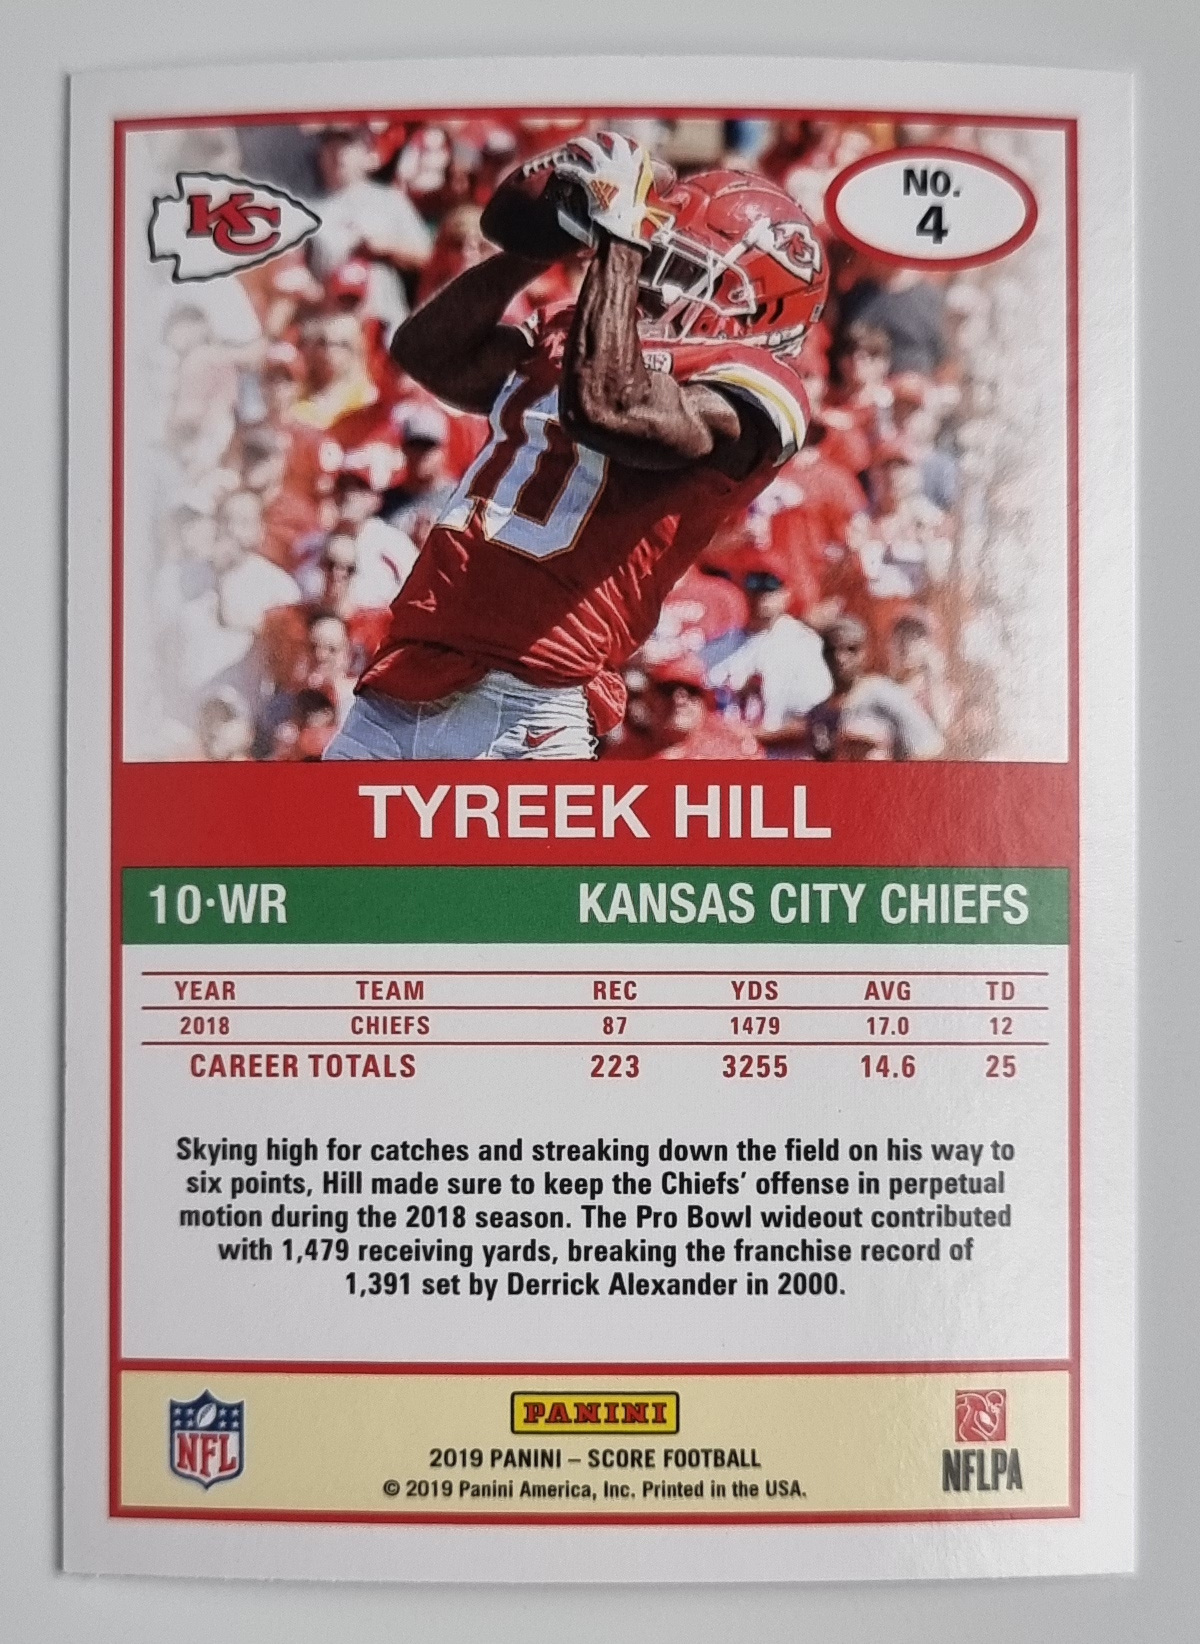 KC
NO.
4
10
TYREEK HILL
10·WR KANSAS CITY CHIEFS
YEAR TEAM REC YDS AVG TD
2018 CHIEFS 87 1479 17.0 12
CAREER TOTALS 223 3255 14.6 25
Skying high for catches and streaking down the field on his way to
six points, Hill made sure to keep the Chiefs' offense in perpetual
motion during the 2018 season. The Pro Bowl wideout contributed
with 1,479 receiving yards, breaking the franchise record of
1,391 set by Derrick Alexander in 2000.
NFL
PANINI
2019 PANINI – SCORE FOOTBALL
© 2019 Panini America, Inc. Printed in the USA.
NFLPA